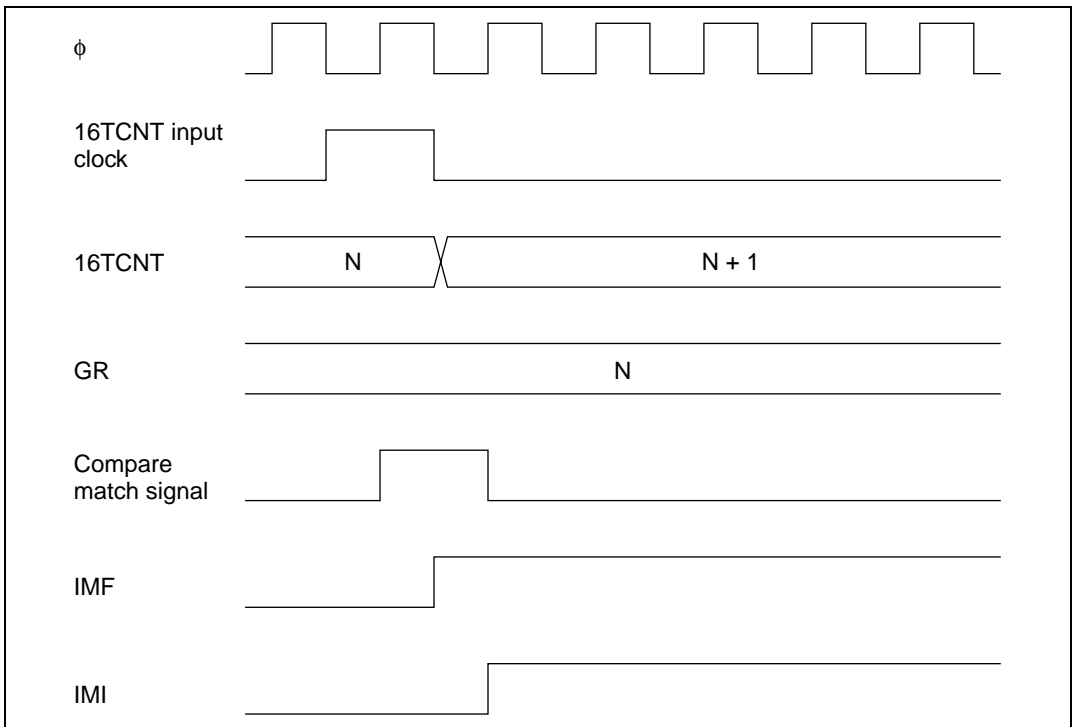 ϕ
16TCNT input
clock
16TCNT
N
N + 1
GR
N
Compare
match signal
IMF
IMI